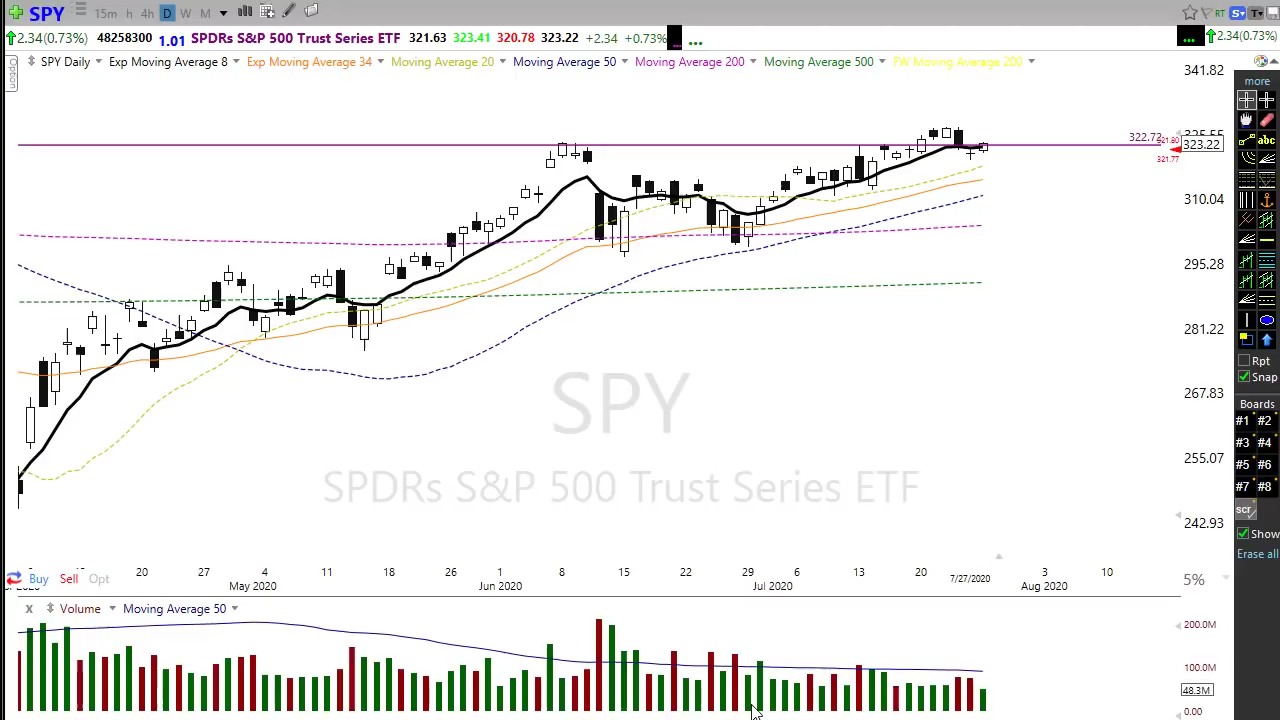 SPY 15m h 4h D W M RT S T
2.34(0.73%) 48258300 1.01 SPDRs S&P 500 Trust Series ETF 321.63 323.41 320.78 323.22 +2.34 +0.73% ... 2.34(0.73%)
Option SPY Daily Exp Moving Average 8 Exp Moving Average 34 Moving Average 20 Moving Average 50 Moving Average 200 Moving Average 500 FW Moving Average 200
341.82
322.72
323.22
321.77
310.04
295.28
281.22
267.83
255.07
242.93
SPY
SPDRs S&P 500 Trust Series ETF
more
abc
Rpt
Snap
Boards
#1 #2
#3 #4
#5 #6
#7 #8
scr
Show
Erase all
20 27 4 11 18 26 1 8 15 22 29 6 13 20 7/27/2020 3 10
May 2020 Jun 2020 Jul 2020 Aug 2020
Buy Sell Opt
5%
X Volume Moving Average 50
200.0M
100.0M
48.3M
0.00